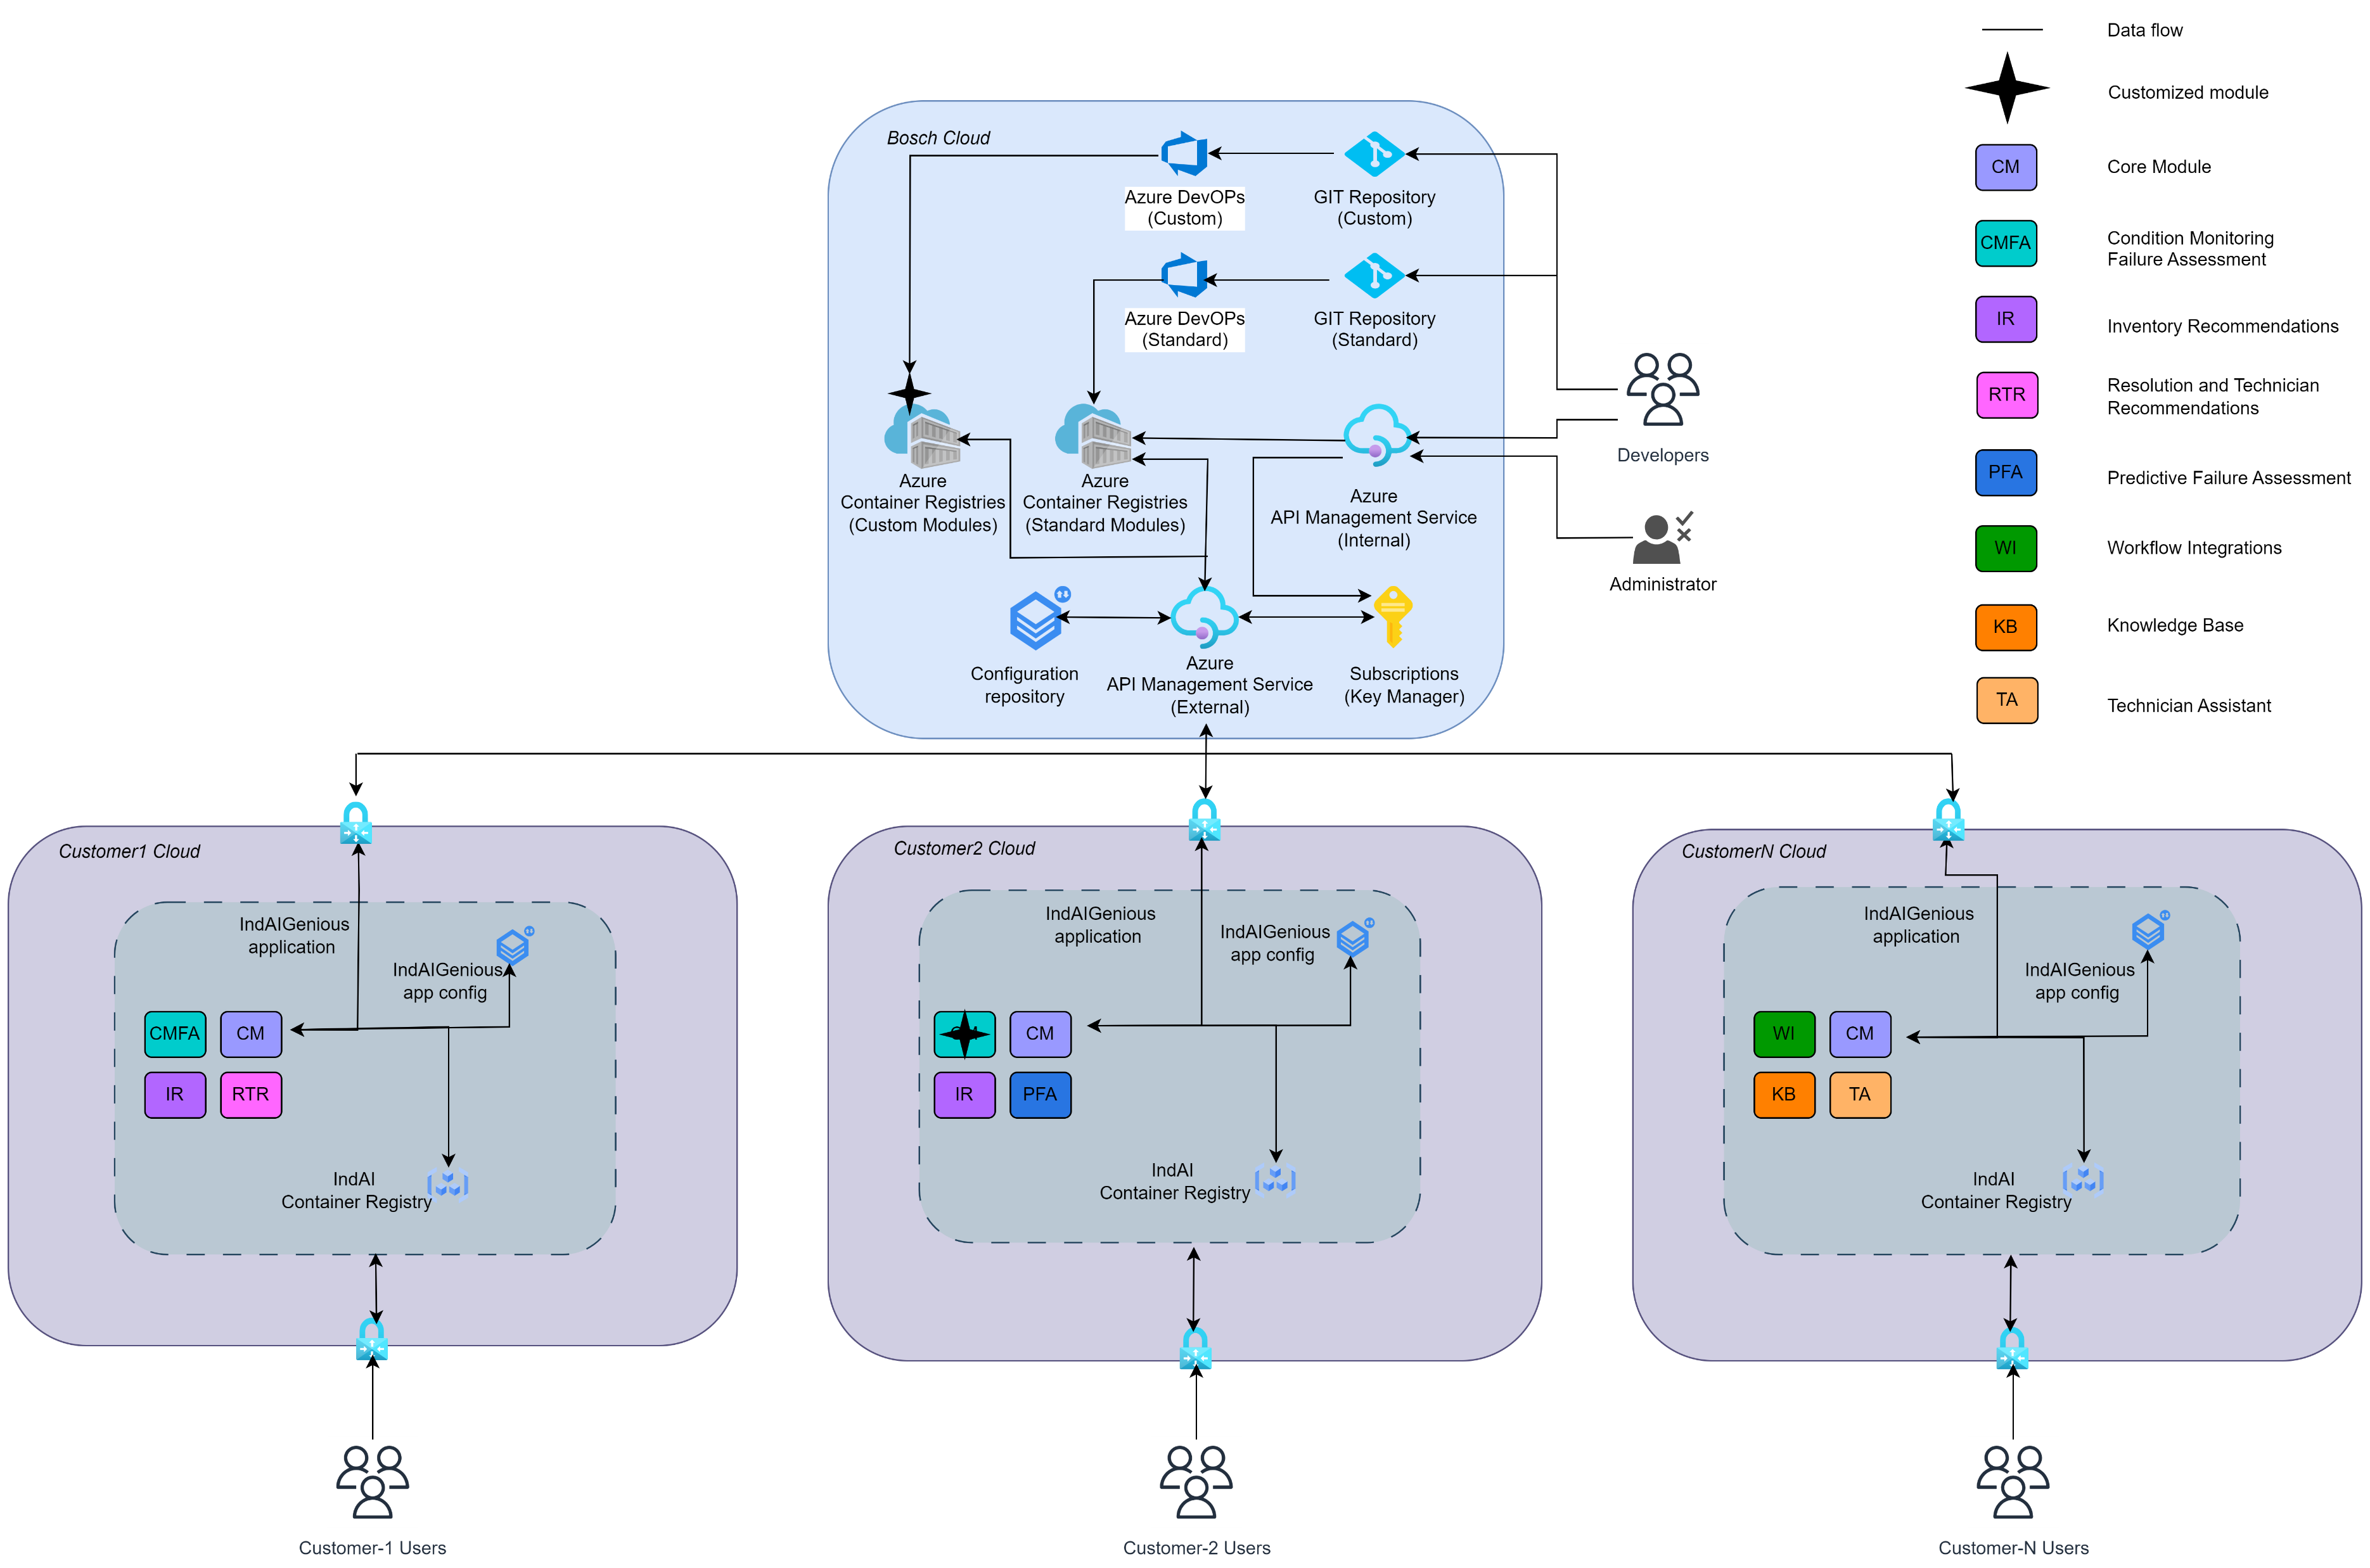 Data flow
Customized module
CM
Core Module
CMFA
Condition Monitoring
Failure Assessment
IR
Inventory Recommendations
RTR
Resolution and Technician
Recommendations
PFA
Predictive Failure Assessment
WI
Workflow Integrations
KB
Knowledge Base
TA
Technician Assistant
Bosch Cloud
Azure DevOPs
(Custom)
GIT Repository
(Custom)
Azure DevOPs
(Standard)
GIT Repository
(Standard)
Developers
Azure
Container Registries
(Custom Modules)
Azure
Container Registries
(Standard Modules)
Azure
API Management Service
(Internal)
Administrator
Configuration
repository
Azure
API Management Service
(External)
Subscriptions
(Key Manager)
Customer1 Cloud
IndAIGenious
application
IndAIGenious
app config
CMFA
CM
IR
RTR
IndAI
Container Registry
Customer-1 Users
Customer2 Cloud
IndAIGenious
application
IndAIGenious
app config
CM
IR
PFA
IndAI
Container Registry
Customer-2 Users
CustomerN Cloud
IndAIGenious
application
IndAIGenious
app config
WI
CM
KB
TA
IndAI
Container Registry
Customer-N Users